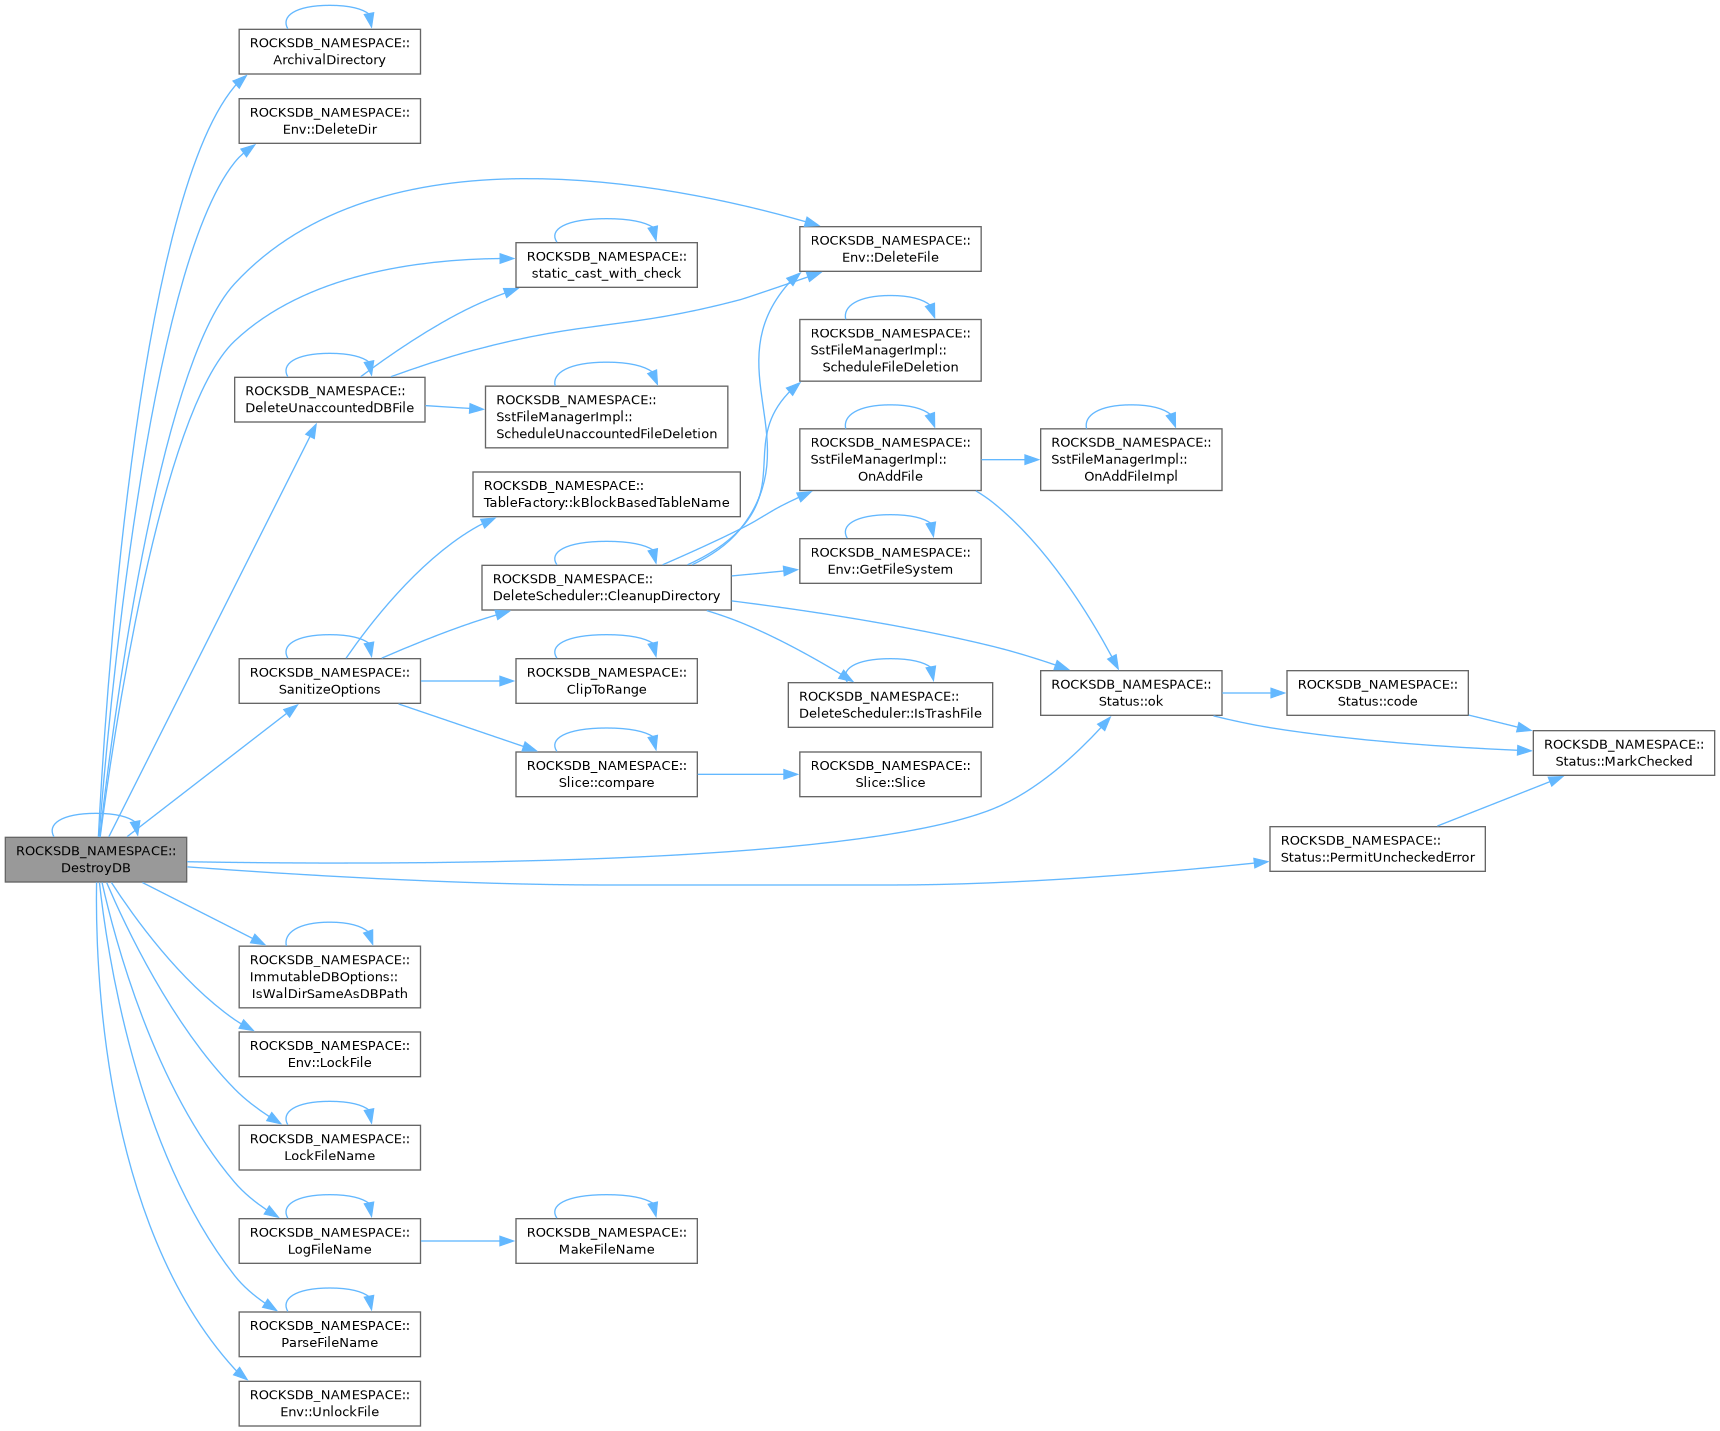 ROCKSDB_NAMESPACE::
ArchivalDirectory
ROCKSDB_NAMESPACE::
Env::DeleteDir
ROCKSDB_NAMESPACE::
Env::DeleteFile
ROCKSDB_NAMESPACE::
static_cast_with_check
ROCKSDB_NAMESPACE::
SstFileManagerImpl::
ScheduleFileDeletion
ROCKSDB_NAMESPACE::
DeleteUnaccountedDBFile
ROCKSDB_NAMESPACE::
SstFileManagerImpl::
ScheduleUnaccountedFileDeletion
ROCKSDB_NAMESPACE::
SstFileManagerImpl::
OnAddFile
ROCKSDB_NAMESPACE::
SstFileManagerImpl::
OnAddFileImpl
ROCKSDB_NAMESPACE::
TableFactory::kBlockBasedTableName
ROCKSDB_NAMESPACE::
Env::GetFileSystem
ROCKSDB_NAMESPACE::
DeleteScheduler::CleanupDirectory
ROCKSDB_NAMESPACE::
SanitizeOptions
ROCKSDB_NAMESPACE::
ClipToRange
ROCKSDB_NAMESPACE::
DeleteScheduler::IsTrashFile
ROCKSDB_NAMESPACE::
Status::ok
ROCKSDB_NAMESPACE::
Status::code
ROCKSDB_NAMESPACE::
Status::MarkChecked
ROCKSDB_NAMESPACE::
Slice::compare
ROCKSDB_NAMESPACE::
Slice::Slice
ROCKSDB_NAMESPACE::
DestroyDB
ROCKSDB_NAMESPACE::
Status::PermitUncheckedError
ROCKSDB_NAMESPACE::
ImmutableDBOptions::
IsWalDirSameAsDBPath
ROCKSDB_NAMESPACE::
Env::LockFile
ROCKSDB_NAMESPACE::
LockFileName
ROCKSDB_NAMESPACE::
LogFileName
ROCKSDB_NAMESPACE::
MakeFileName
ROCKSDB_NAMESPACE::
ParseFileName
ROCKSDB_NAMESPACE::
Env::UnlockFile